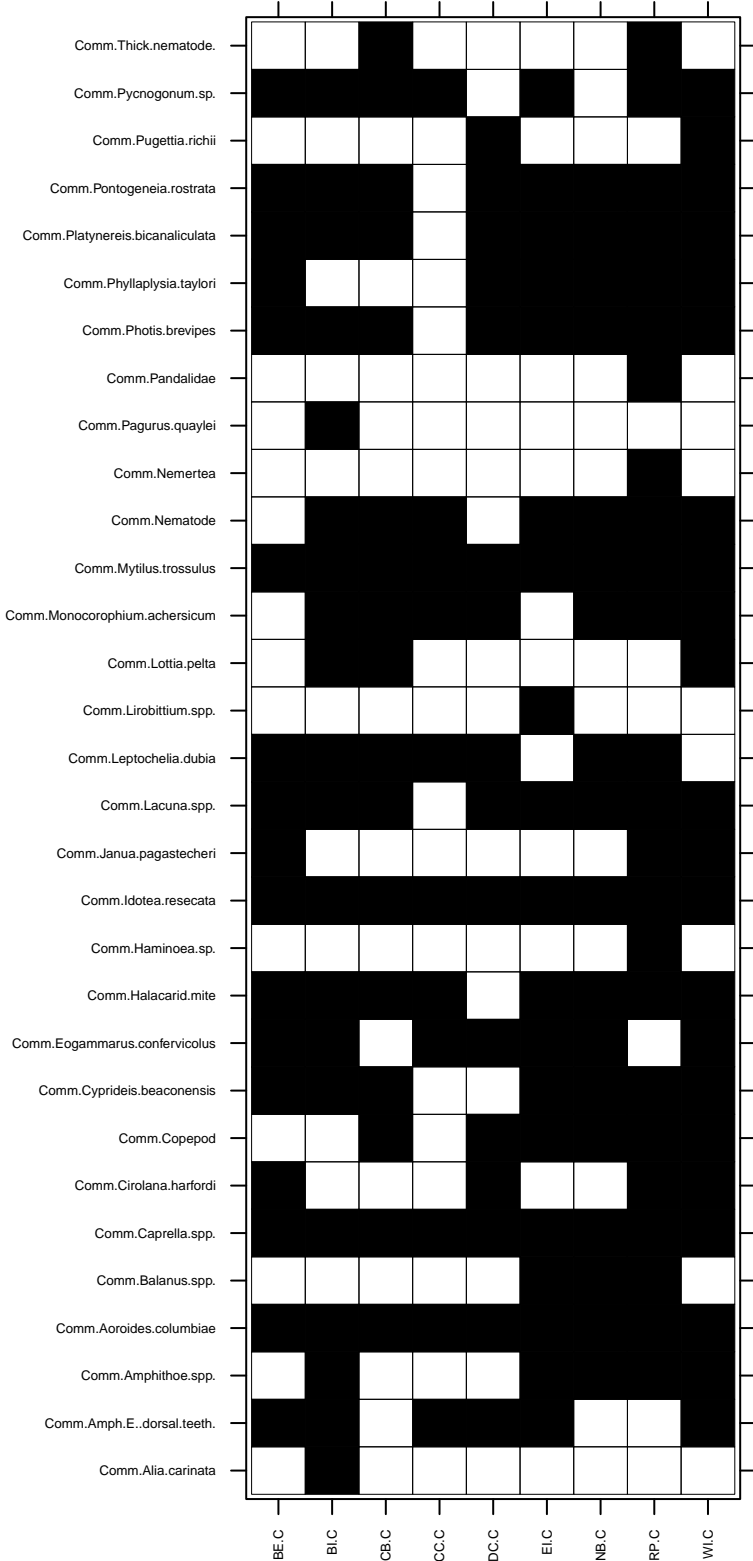 Comm.Thick.nematode.
Comm.Pycnogonum.sp.
Comm.Pugettia.richii
Comm.Pontogeneia.rostrata
Comm.Platynereis.bicanaliculata
Comm.Phyllaplysia.taylori
Comm.Photis.brevipes
Comm.Pandalidae
Comm.Pagurus.quaylei
Comm.Nemertea
Comm.Nematode
Comm.Mytilus.trossulus
Comm.Monocorophium.achersicum
Comm.Lottia.pelta
Comm.Lirobittium.spp.
Comm.Leptochelia.dubia
Comm.Lacuna.spp.
Comm.Janua.pagastecheri
Comm.Idotea.resecata
Comm.Haminoea.sp.
Comm.Halacarid.mite
Comm.Eogammarus.confervicolus
Comm.Cyprideis.beaconensis
Comm.Copepod
Comm.Cirolana.harfordi
Comm.Caprella.spp.
Comm.Balanus.spp.
Comm.Aoroides.columbiae
Comm.Amphithoe.spp.
Comm.Amph.E..dorsal.teeth.
Comm.Alia.carinata
BE.C
BI.C
CB.C
CC.C
DC.C
EI.C
NB.C
RP.C
WI.C